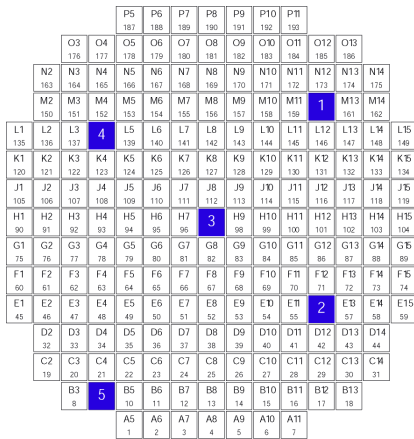 P5 P6 P7 P8 P9 P10 P11
187 188 189 190 191 192 193
O3 O4 O5 O6 O7 O8 O9 O10 O11 O12 O13
176 177 178 179 180 181 182 183 184 185 186
N2 N3 N4 N5 N6 N7 N8 N9 N10 N11 N12 N13 N14
163 164 165 166 167 168 169 170 171 172 173 174 175
M2 M3 M4 M5 M6 M7 M8 M9 M10 M11 1 M13 M14
150 151 152 153 154 155 156 157 158 159 161 162
L1 L2 L3 4 L5 L6 L7 L8 L9 L10 L11 L12 L13 L14 L15
135 136 137 139 140 141 142 143 144 145 146 147 148 149
K1 K2 K3 K4 K5 K6 K7 K8 K9 K10 K11 K12 K13 K14 K15
120 121 122 123 124 125 126 127 128 129 130 131 132 133 134
J1 J2 J3 J4 J5 J6 J7 J8 J9 J10 J11 J12 J13 J14 J15
105 106 107 108 109 110 111 112 113 114 115 116 117 118 119
H1 H2 H3 H4 H5 H6 H7 3 H9 H10 H11 H12 H13 H14 H15
90 91 92 93 94 95 96 98 99 100 101 102 103 104
G1 G2 G3 G4 G5 G6 G7 G8 G9 G10 G11 G12 G13 G14 G15
75 76 77 78 79 80 81 82 83 84 85 86 87 88 89
F1 F2 F3 F4 F5 F6 F7 F8 F9 F10 F11 F12 F13 F14 F15
60 61 62 63 64 65 66 67 68 69 70 71 72 73 74
E1 E2 E3 E4 E5 E6 E7 E8 E9 E10 E11 2 E13 E14 E15
45 46 47 48 49 50 51 52 53 54 55 57 58 59
D2 D3 D4 D5 D6 D7 D8 D9 D10 D11 D12 D13 D14
32 33 34 35 36 37 38 39 40 41 42 43 44
C2 C3 C4 C5 C6 C7 C8 C9 C10 C11 C12 C13 C14
19 20 21 22 23 24 25 26 27 28 29 30 31
B3 5 B5 B6 B7 B8 B9 B10 B11 B12 B13
8 10 11 12 13 14 15 16 17 18
A5 A6 A7 A8 A9 A10 A11
1 2 3 4 5 6 7